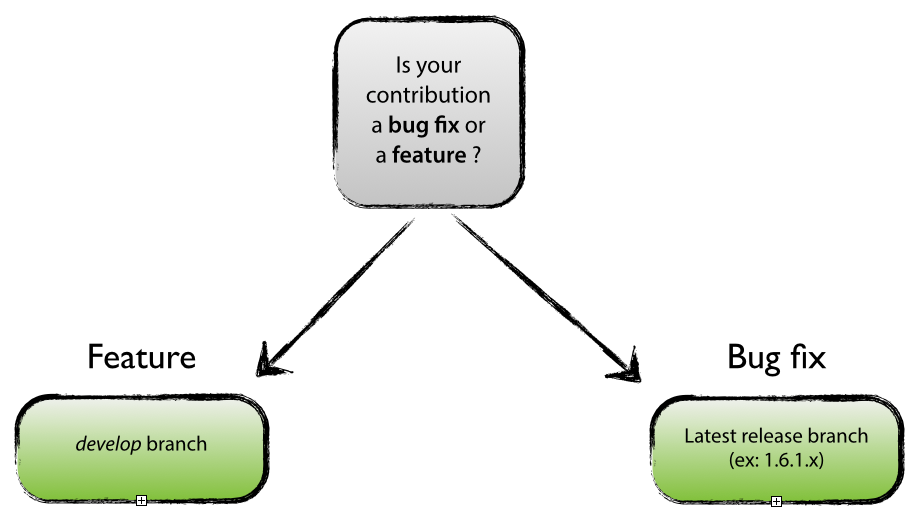 Is your
contribution
a bug fix or
a feature ?
Feature
Bug fix
develop branch
Latest release branch
(ex: 1.6.1.x)